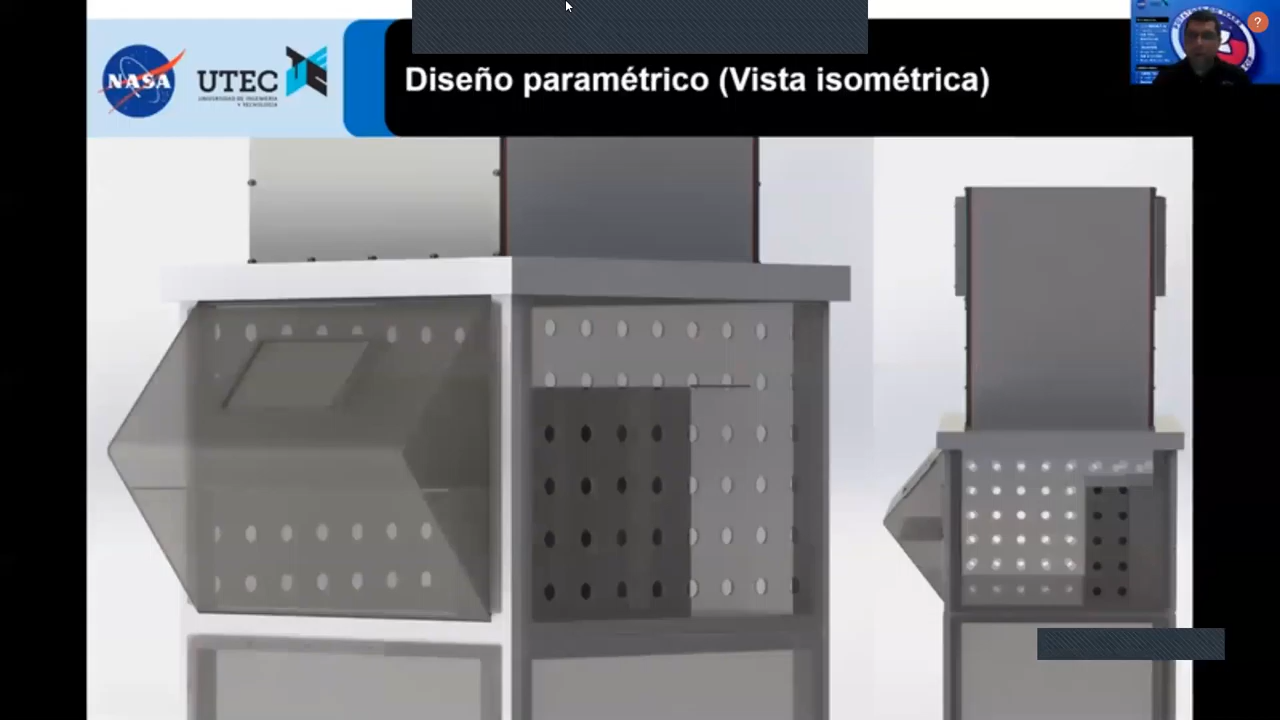 NASA
UTEC
UNIVERSIDAD DE INGENIERÍA
Y TECNOLOGÍA
Diseño paramétrico (Vista isométrica)
?